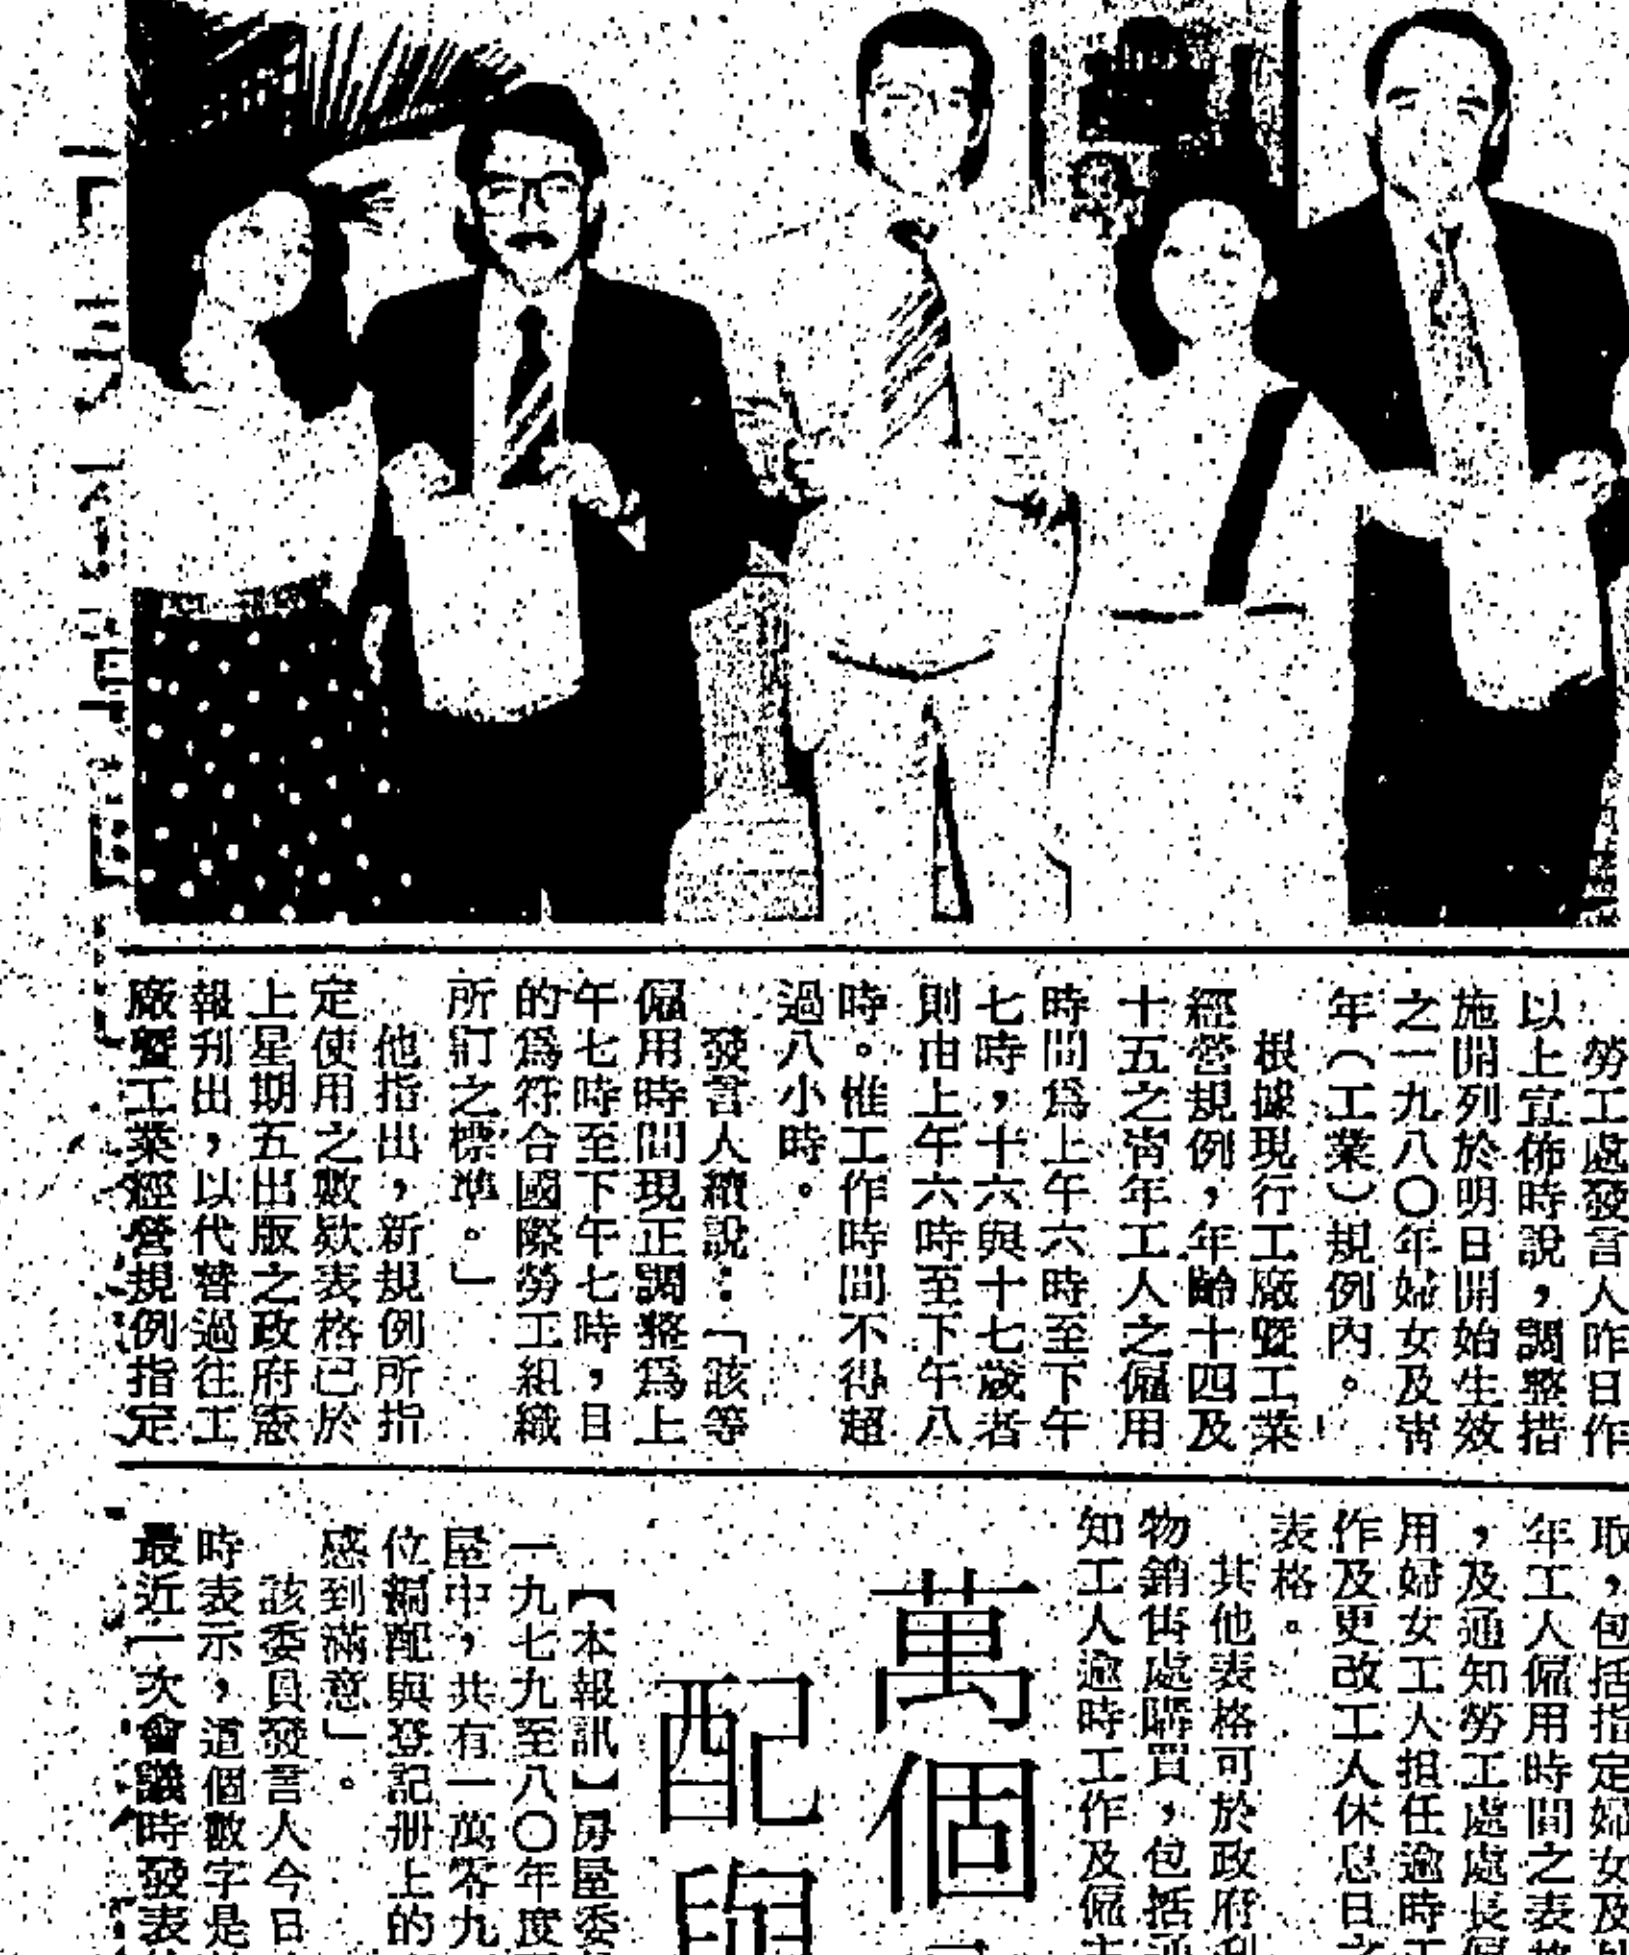 勞工處發言人昨日作
以上宣佈時說，調整措
施開列於明日開始生效
之一九八〇年婦女及青
年（工業）規例內。
根據現行工廠暨工業
經營規例，年齡十四及
十五之青年工人之僱用
時間爲上午六時至下午
七時，十六與十七歲者
則由上午六時至下午八
時。惟工作時間不得超
過八小時。
發言人續說：「該等
僱用時間現正調整爲上
午七時至下午七時，目
的爲符合國際勞工組織
所訂之標準。」
他指出，新規例所指
定使用之數欵表格已於
上星期五出版之政府憲
報刋出，以代替過往工
廠暨工業經營規例指定
取，包括指定婦女及
年工人僱用時間之表
，及通知勞工處處長
用婦女工人担任逾時
作及更改工人休息日
表格。
其他表格可於政府刋
物銷售處購買，包括
知工人逾時工作及
萬個
配與
【本報訊】房屋委
一九七九至八〇年度
屋中，共有一萬零九
位編配與登記册上的
感到滿意」。
該委員發言人今日
時表示，這個數字是
最近一次會議時發表